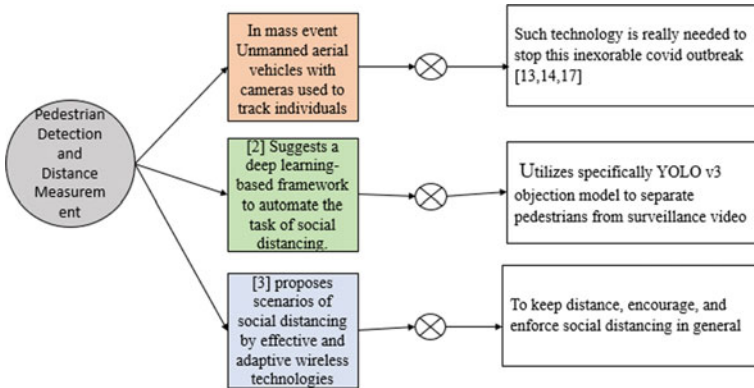 Pedestrian
Detection
and
Distance
Measurem
ent
In mass event
Unmanned aerial
vehicles with
cameras used to
track individuals
Such technology is really needed to
stop this inexorable covid outbreak
[13,14,17]
[2] Suggests a
deep learning-
based framework
to automate the
task of social
distancing.
Utilizes specifically YOLO v3
objection model to separate
pedestrians from surveillance video
[3] proposes
scenarios of
social distancing
by effective and
adaptive wireless
technologies
To keep distance, encourage, and
enforce social distancing in general